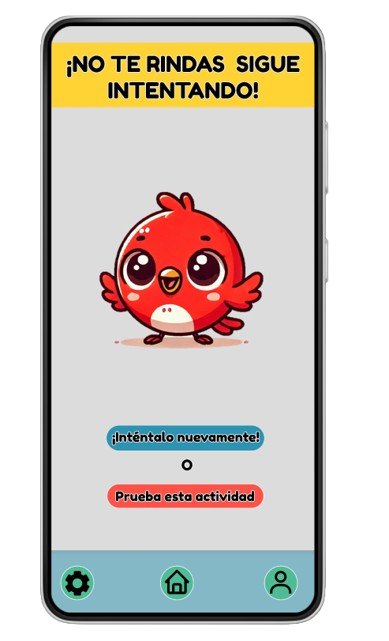 ¡NO TE RINDAS SIGUE
INTENTANDO!
¡Inténtalo nuevamente!
O
Prueba esta actividad